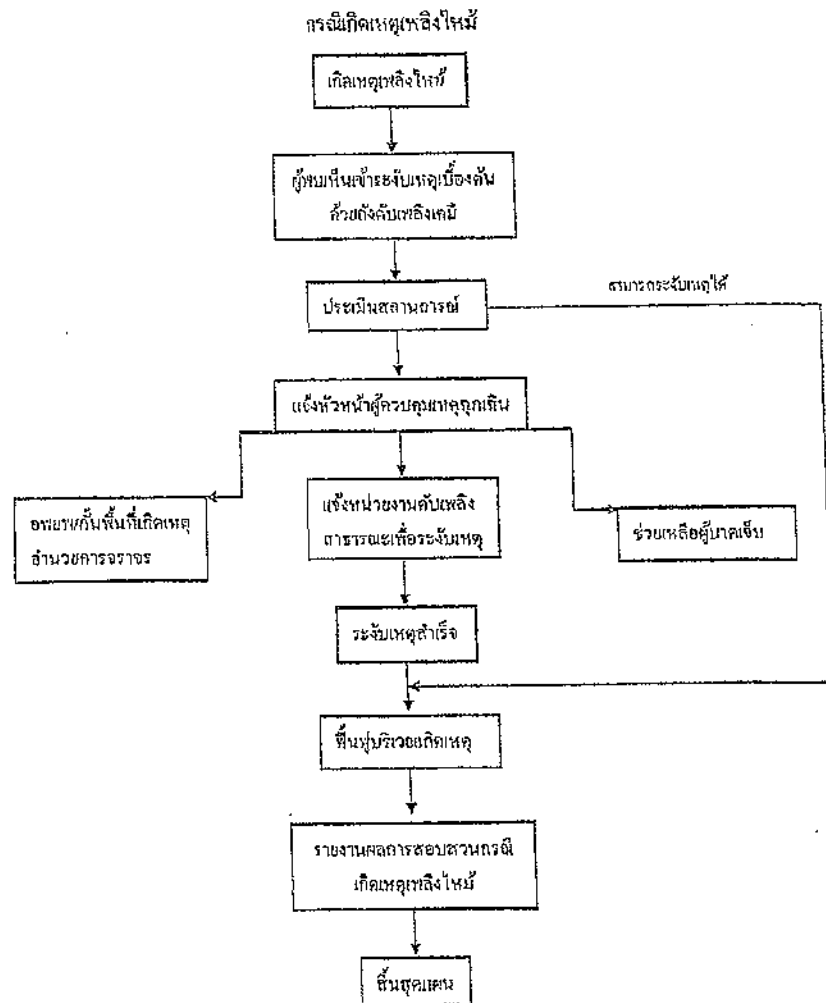 กรณีเกิดเหตุเพลิงไหม้
เกิดเหตุเพลิงไหม้
ผู้พบเห็นเข้าระงับเหตุเบื้องต้น
ด้วยถังดับเพลิงเคมี
ประเมินสถานการณ์
สามารถระงับเหตุได้
แจ้งหัวหน้าผู้ควบคุมเหตุฉุกเฉิน
อพยพกั้นพื้นที่เกิดเหตุ
อำนวยการจราจร
แจ้งหน่วยงานดับเพลิง
สาธารณะเพื่อระงับเหตุ
ช่วยเหลือผู้บาดเจ็บ
ระงับเหตุสำเร็จ
ฟื้นฟูบริเวณเกิดเหตุ
รายงานผลการสอบสวนกรณี
เกิดเหตุเพลิงไหม้
สิ้นสุดแผน